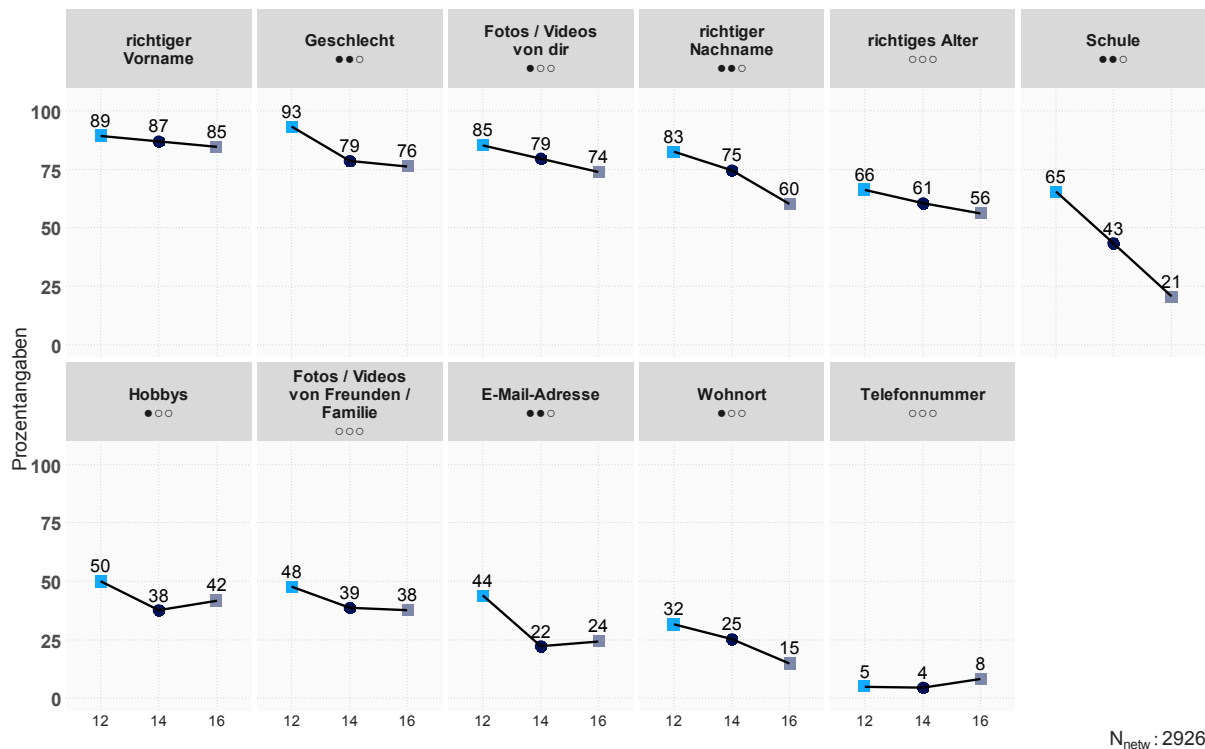 richtiger
Vorname
Geschlecht
●●○
Fotos / Videos
von dir
●○○
richtiger
Nachname
●●○
richtiges Alter
○○○
Schule
●●○
Prozentangaben
100
75
50
25
0
89
87
85
93
79
76
85
79
74
83
75
60
66
61
56
65
43
21
Hobbys
●○○
Fotos / Videos
von Freunden /
Familie
○○○
E-Mail-Adresse
●●○
Wohnort
●○○
Telefonnummer
○○○
100
75
50
25
0
50
38
42
48
39
38
44
22
24
32
25
15
5
4
8
12 14 16
12 14 16
12 14 16
12 14 16
12 14 16
Nnetw : 2926